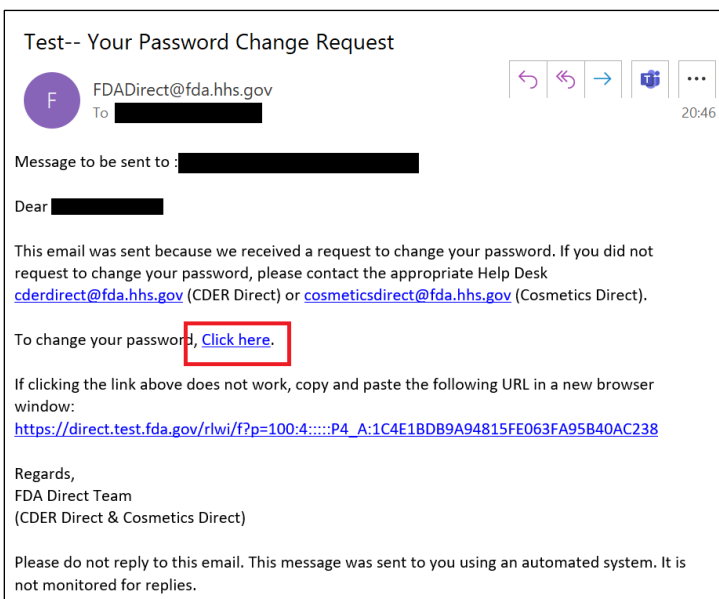 Test-- Your Password Change Request
F
FDADirect@fda.hhs.gov
To
20:46
Message to be sent to :
Dear
This email was sent because we received a request to change your password. If you did not
request to change your password, please contact the appropriate Help Desk
cderdirect@fda.hhs.gov (CDER Direct) or cosmeticsdirect@fda.hhs.gov (Cosmetics Direct).
To change your password, Click here.
If clicking the link above does not work, copy and paste the following URL in a new browser
window:
https://direct.test.fda.gov/rlwi/f?p=100:4:::::P4_A:1C4E1BDB9A94815FE063FA95B40AC238
Regards,
FDA Direct Team
(CDER Direct & Cosmetics Direct)
Please do not reply to this email. This message was sent to you using an automated system. It is
not monitored for replies.